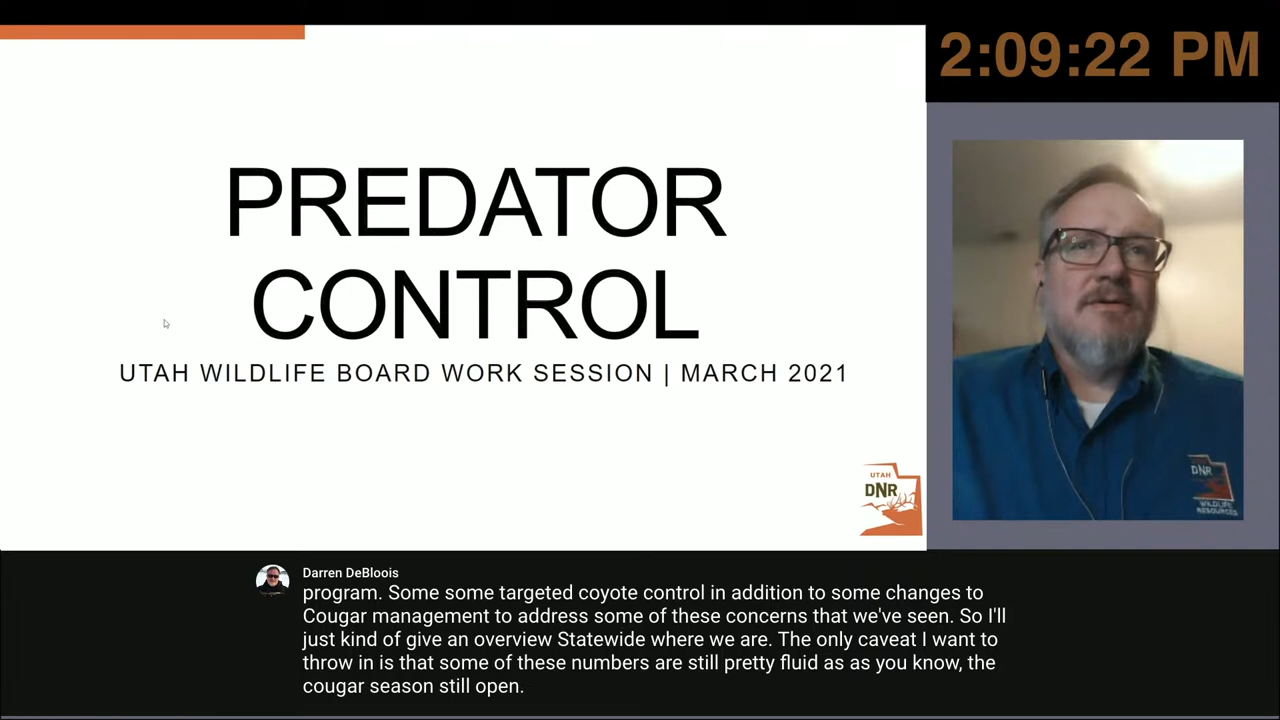 2:09:22 PM
PREDATOR
CONTROL
UTAH WILDLIFE BOARD WORK SESSION | MARCH 2021
UTAH
DNR
DNR
WILDLIFE
RESOURCES
Darren DeBloois
program. Some some targeted coyote control in addition to some changes to
Cougar management to address some of these concerns that we've seen. So I'll
just kind of give an overview Statewide where we are. The only caveat I want to
throw in is that some of these numbers are still pretty fluid as as you know, the
cougar season still open.